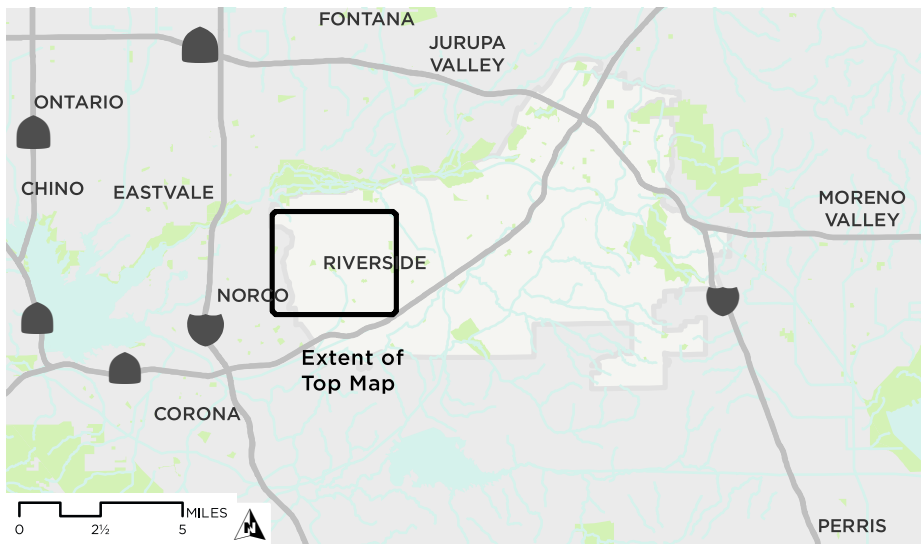 FONTANA
JURUPA
VALLEY
ONTARIO
CHINO
EASTVALE
MORENO
VALLEY
RIVERSIDE
NORCO
Extent of
Top Map
CORONA
MILES
0 2½ 5
N
PERRIS